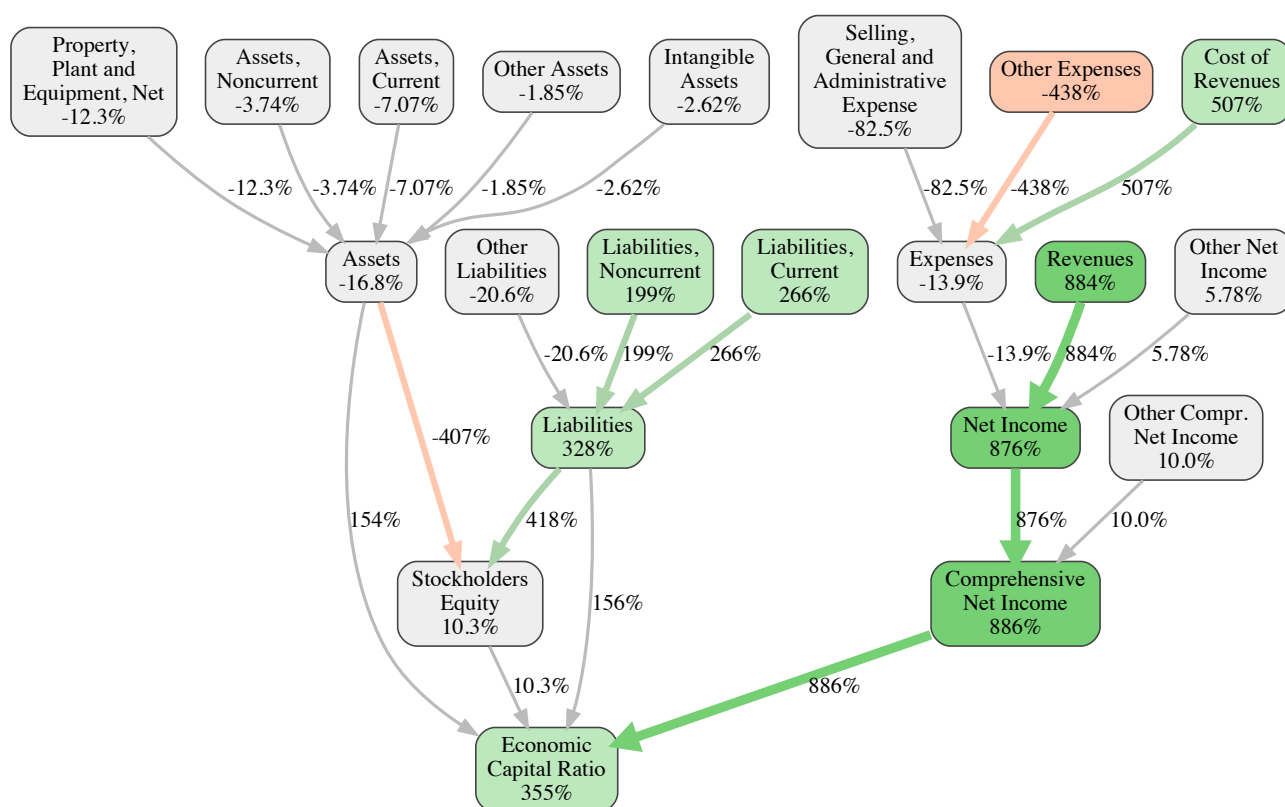 Property,
Plant and
Equipment, Net
-12.3%
Assets,
Noncurrent
-3.74%
Assets,
Current
-7.07%
Other Assets
-1.85%
Intangible
Assets
-2.62%
Selling,
General and
Administrative
Expense
-82.5%
Other Expenses
-438%
Cost of
Revenues
507%
-12.3%
-3.74%
-7.07%
-1.85%
-2.62%
-82.5%
-438%
507%
Assets
-16.8%
Other
Liabilities
-20.6%
Liabilities,
Noncurrent
199%
Liabilities,
Current
266%
Expenses
-13.9%
Revenues
884%
Other Net
Income
5.78%
-20.6%
199%
266%
-13.9%
884%
5.78%
Liabilities
328%
Net Income
876%
Other Compr.
Net Income
10.0%
-407%
154%
418%
876%
10.0%
Stockholders
Equity
10.3%
156%
Comprehensive
Net Income
886%
10.3%
886%
Economic
Capital Ratio
355%